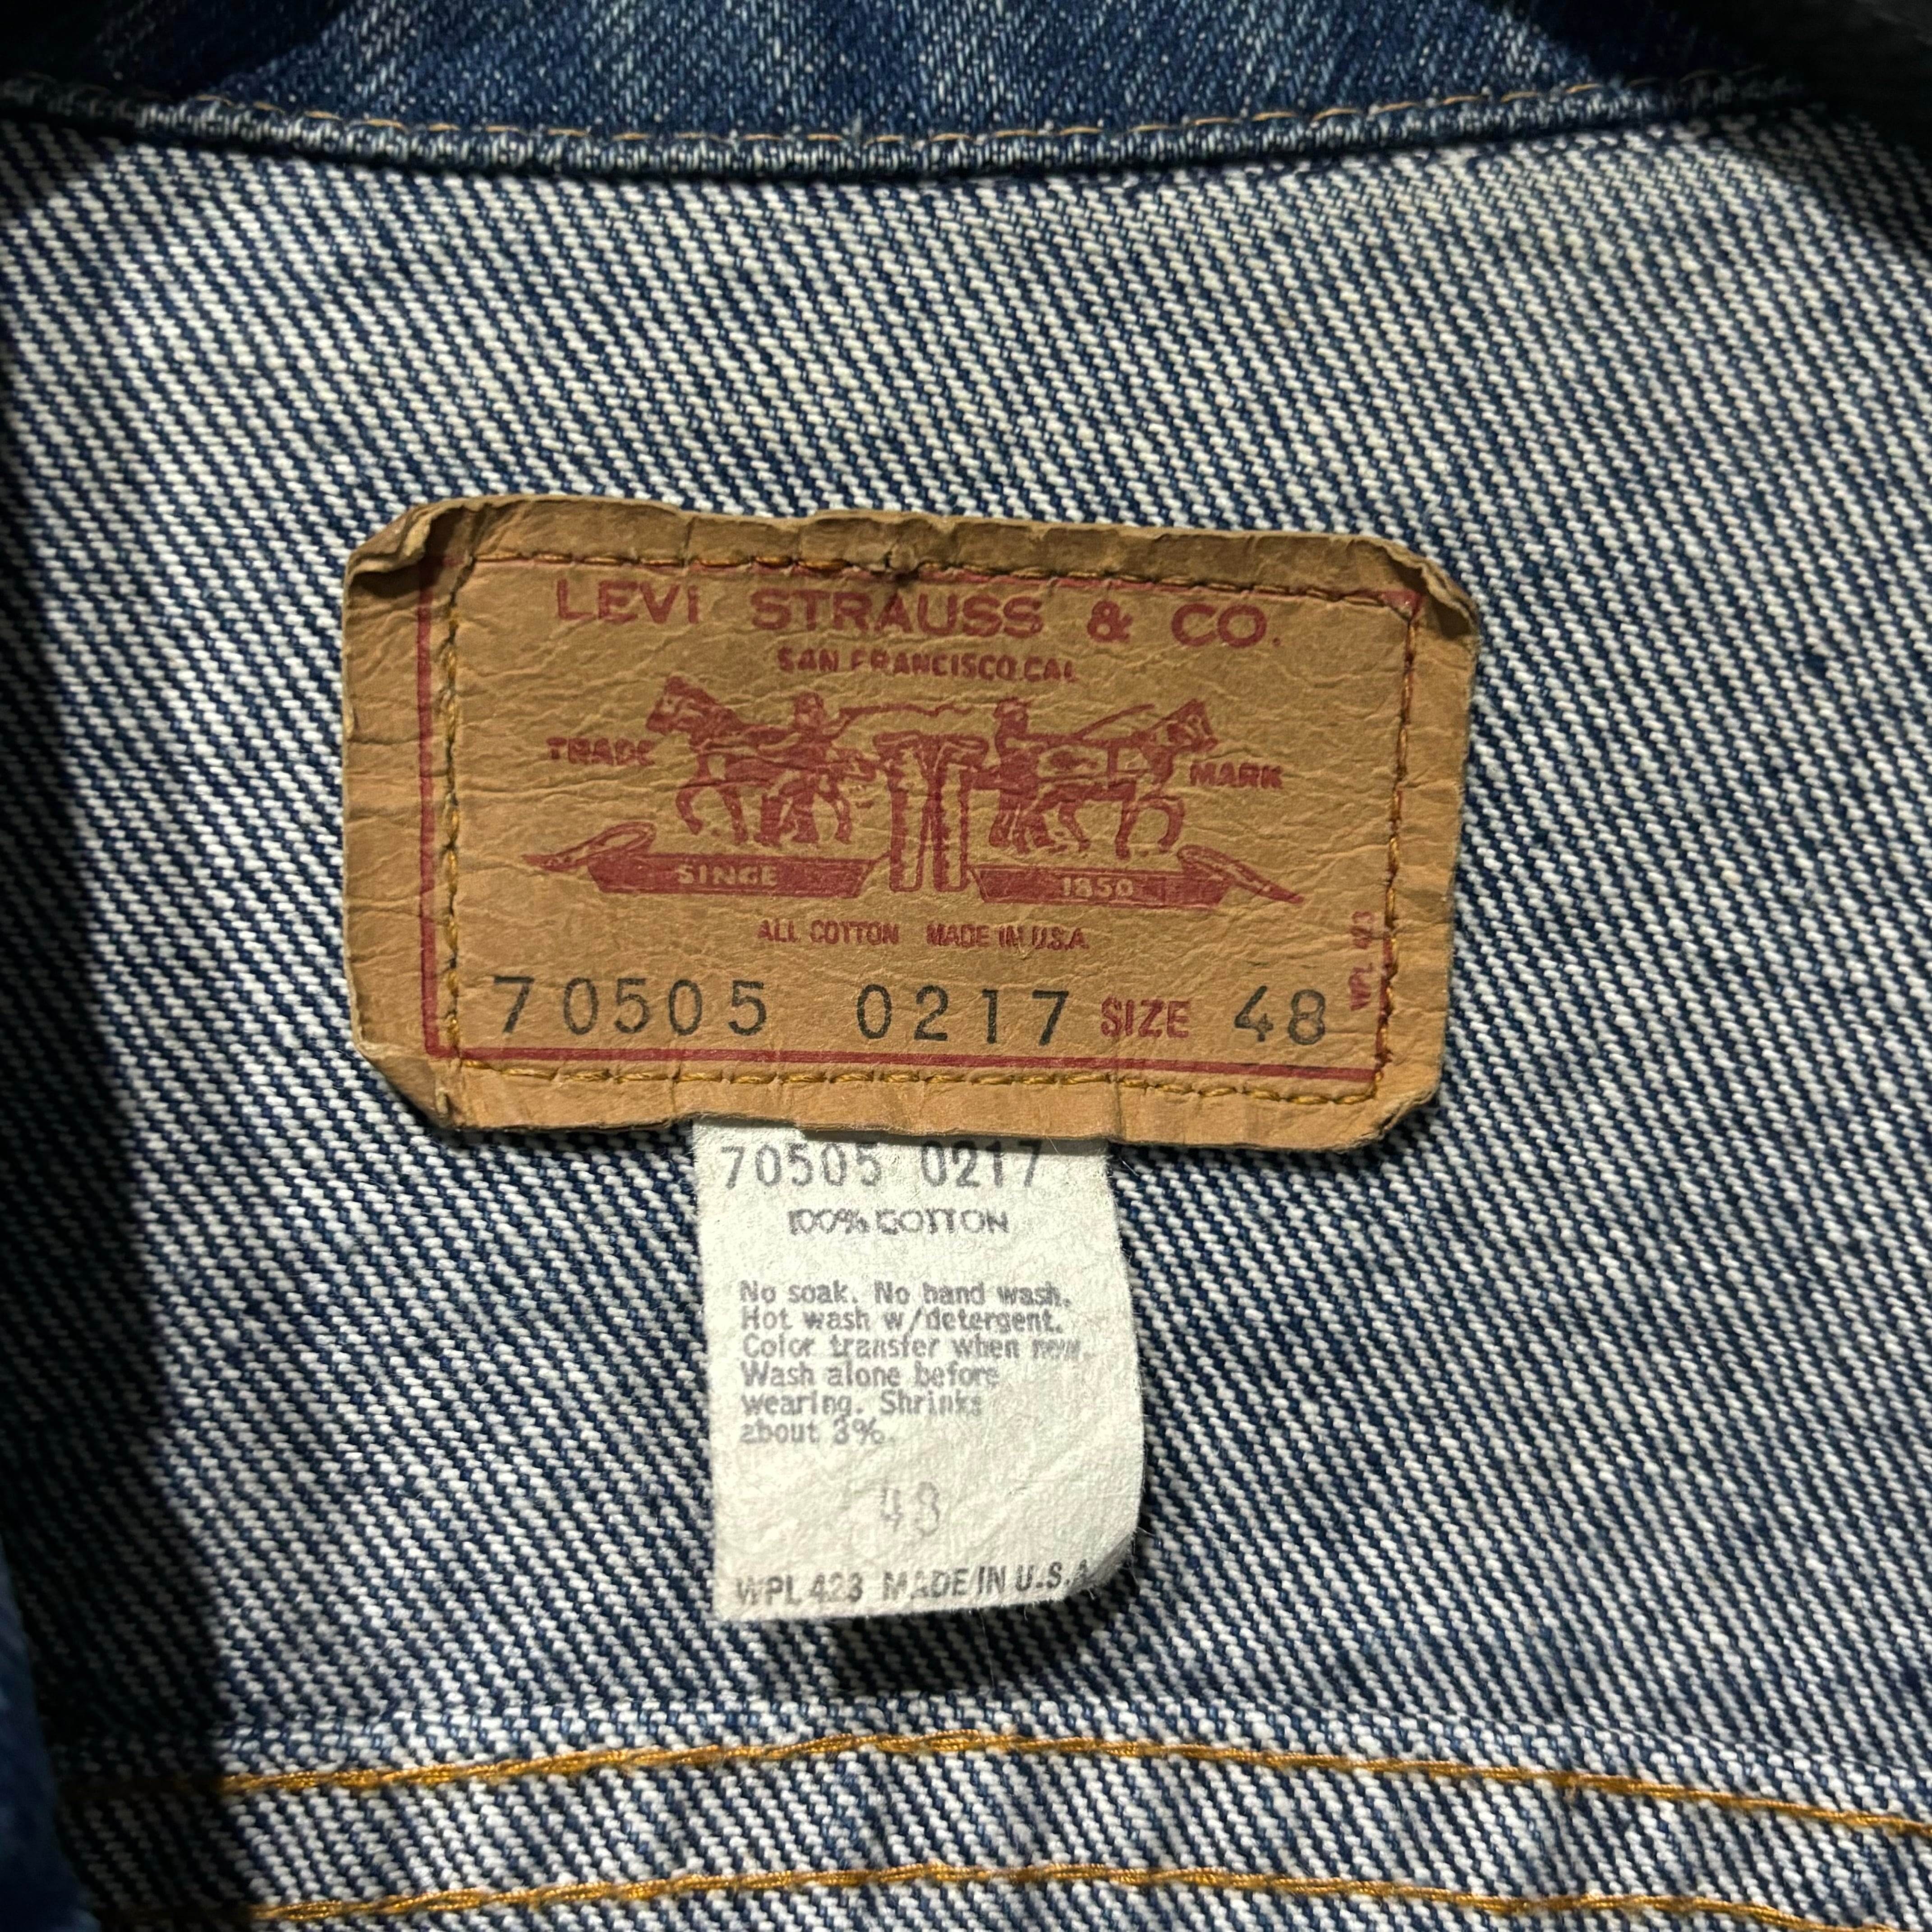 LEVI STRAUSS & CO.
SAN FRANCISCO CAL
TRADE MARK
SINCE 1850
ALL COTTON MADE IN U.S.A.
WPL 423
70505 0217 SIZE 48
70505 0217
100% COTTON
No soak. No hand wash.
Hot wash w/detergent.
Color transfer when new.
Wash alone before
wearing. Shrinks
about 3%.
48
WPL 423 MADE IN U.S.A